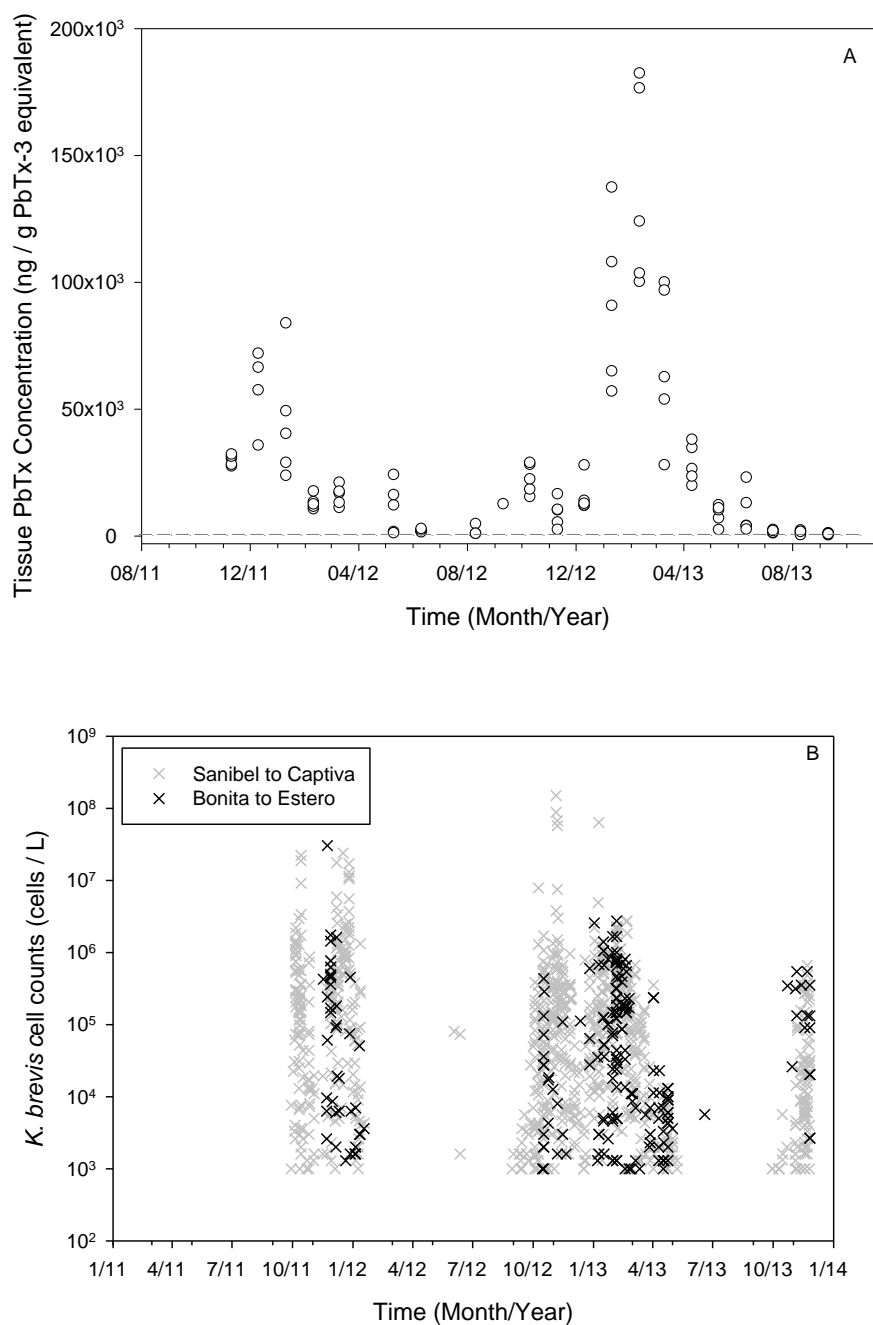 A
Tissue PbTx Concentration (ng / g PbTx-3 equivalent)
200x10³
150x10³
100x10³
50x10³
0
08/11 12/11 04/12 08/12 12/12 04/13 08/13
Time (Month/Year)
B
Sanibel to Captiva
Bonita to Estero
K. brevis cell counts (cells / L)
10⁹
10⁸
10⁷
10⁶
10⁵
10⁴
10³
10²
1/11 4/11 7/11 10/11 1/12 4/12 7/12 10/12 1/13 4/13 7/13 10/13 1/14
Time (Month/Year)